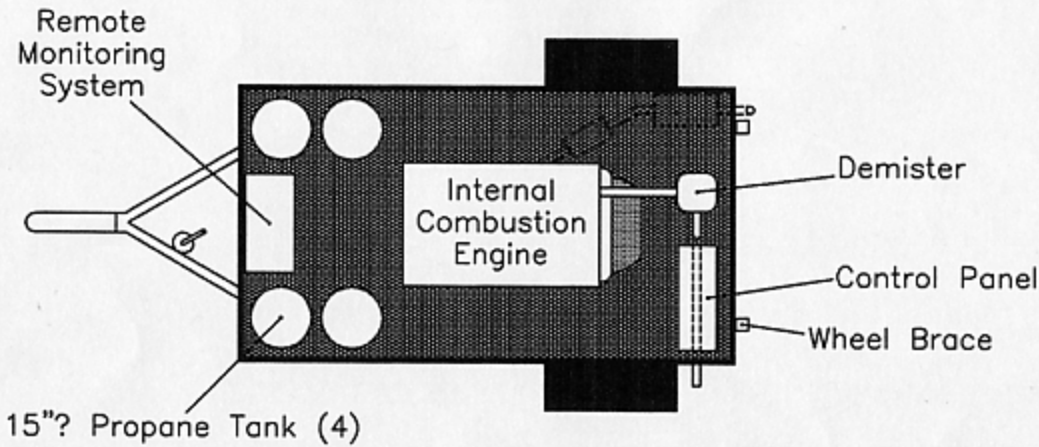 Remote
Monitoring
System
Internal
Combustion
Engine
Demister
Control Panel
Wheel Brace
15"? Propane Tank (4)